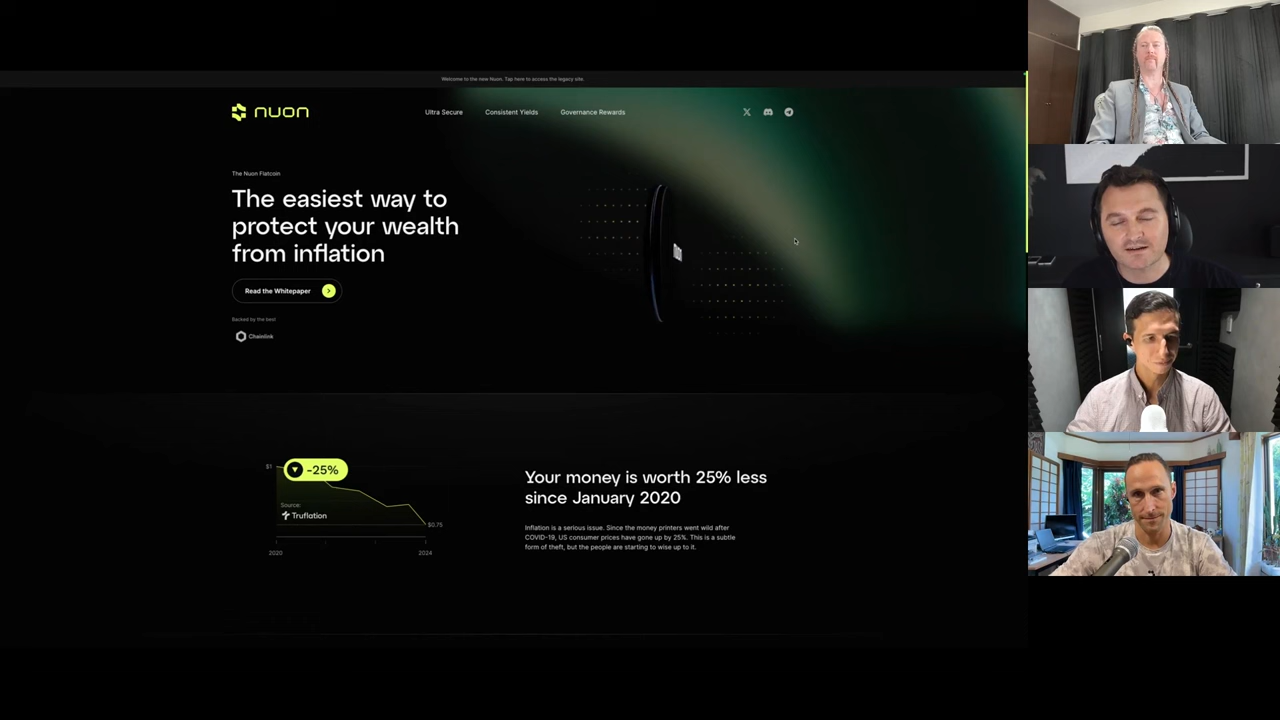 Welcome to the new Nuon. Tap here to access the legacy site.
nuon
Ultra Secure
Consistent Yields
Governance Rewards
The Nuon Flatcoin
The easiest way to
protect your wealth
from inflation
Read the Whitepaper
Backed by the best
Chainlink
$1
-25%
Source:
Truflation
$0.75
2020
2024
Your money is worth 25% less
since January 2020
Inflation is a serious issue. Since the money printers went wild after
COVID-19, US consumer prices have gone up by 25%. This is a subtle
form of theft, but the people are starting to wise up to it.